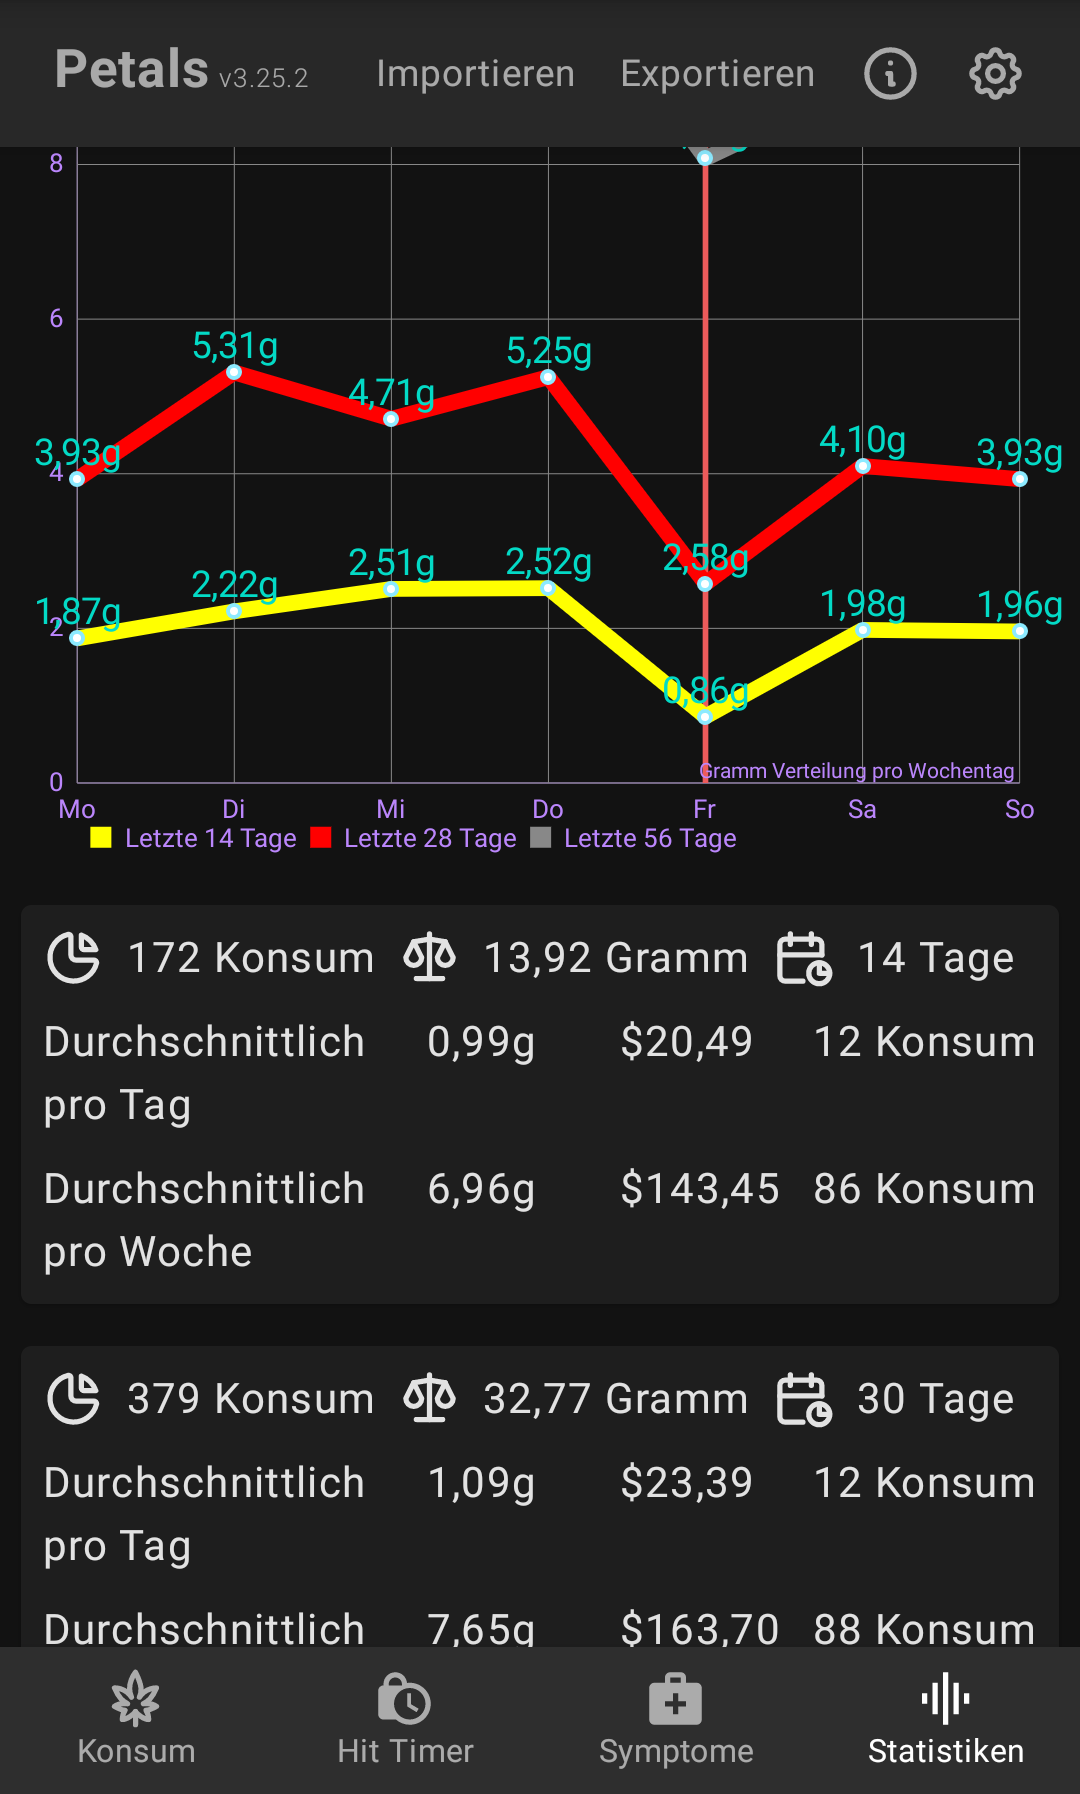 Petals v3.25.2 Importieren Exportieren
8
6
5,31g 5,25g
4,71g
4,10g
3,93g 3,93g
4
2,58g
2,51g 2,52g
2,22g
1,98g 1,96g
1,87g
2
0,86g
Gramm Verteilung pro Wochentag
0
Mo Di Mi Do Fr Sa So
Letzte 14 Tage Letzte 28 Tage Letzte 56 Tage
172 Konsum 13,92 Gramm 14 Tage
Durchschnittlich 0,99g $20,49 12 Konsum
pro Tag
Durchschnittlich 6,96g $143,45 86 Konsum
pro Woche
379 Konsum 32,77 Gramm 30 Tage
Durchschnittlich 1,09g $23,39 12 Konsum
pro Tag
Durchschnittlich 7,65g $163,70 88 Konsum
Konsum Hit Timer Symptome Statistiken